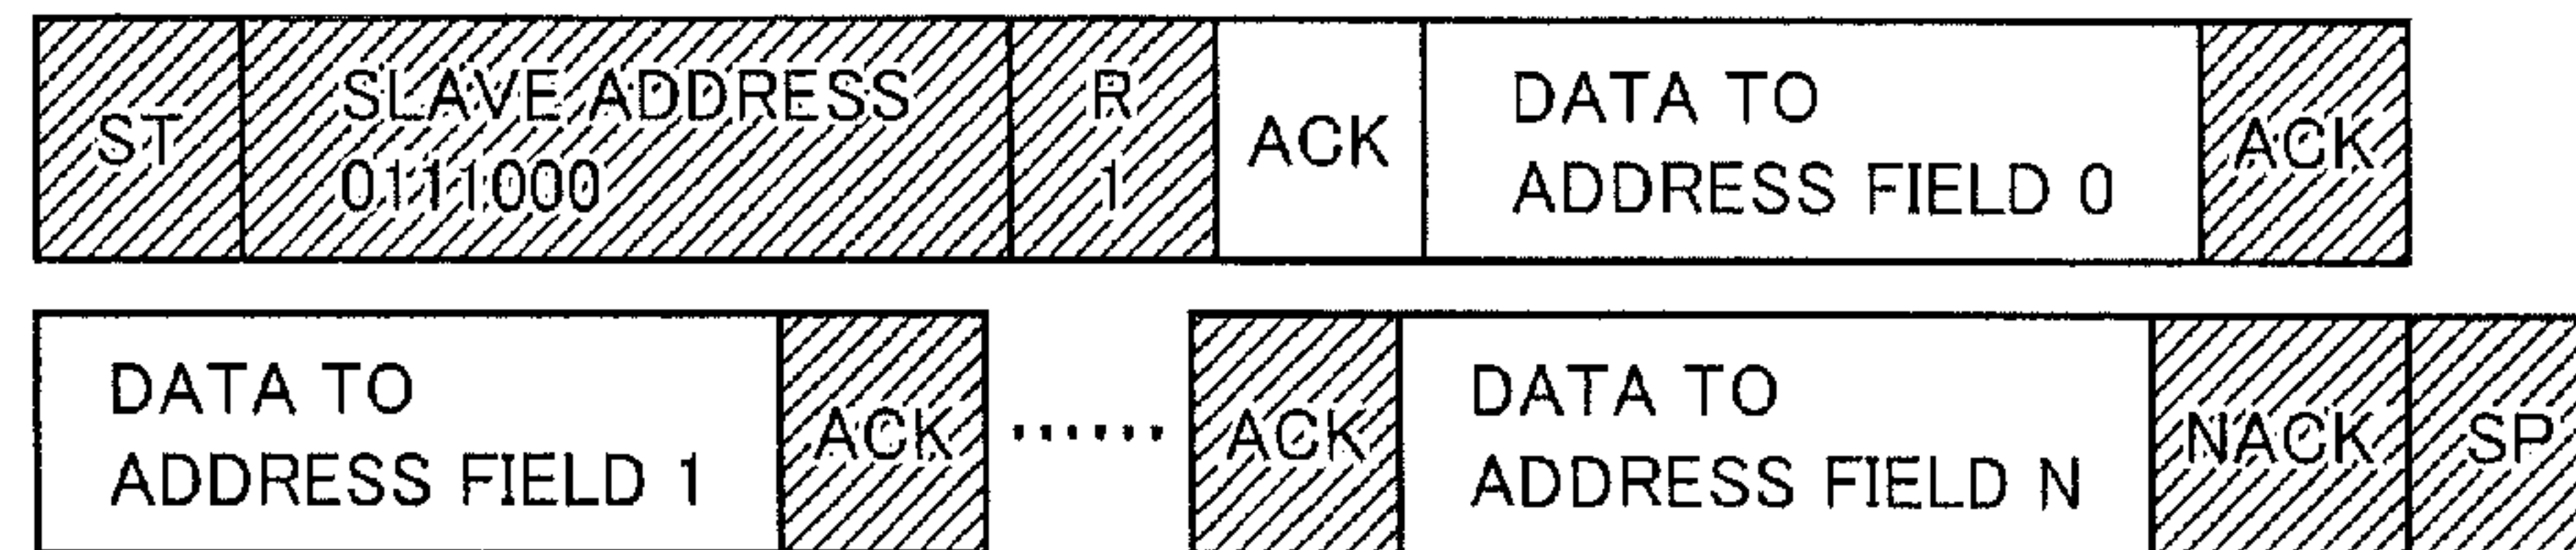 ST
SLAVE ADDRESS
0111000
R
1
ACK
DATA TO
ADDRESS FIELD 0
ACK
DATA TO
ADDRESS FIELD 1
ACK
......
ACK
DATA TO
ADDRESS FIELD N
NACK
SP